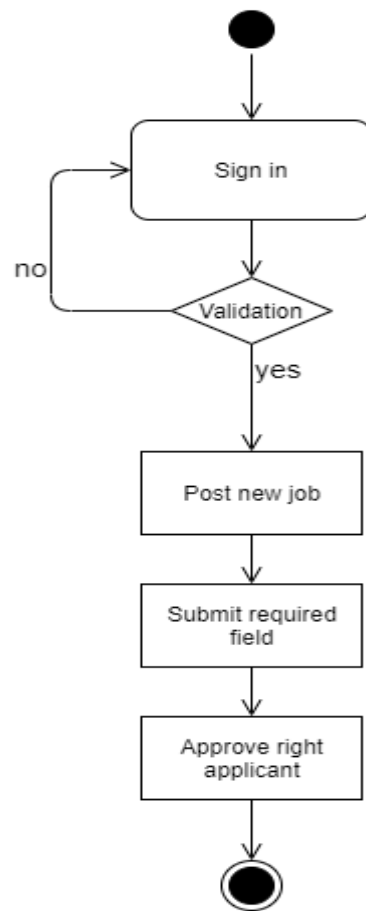 Sign in
no
Validation
yes
Post new job
Submit required
field
Approve right
applicant